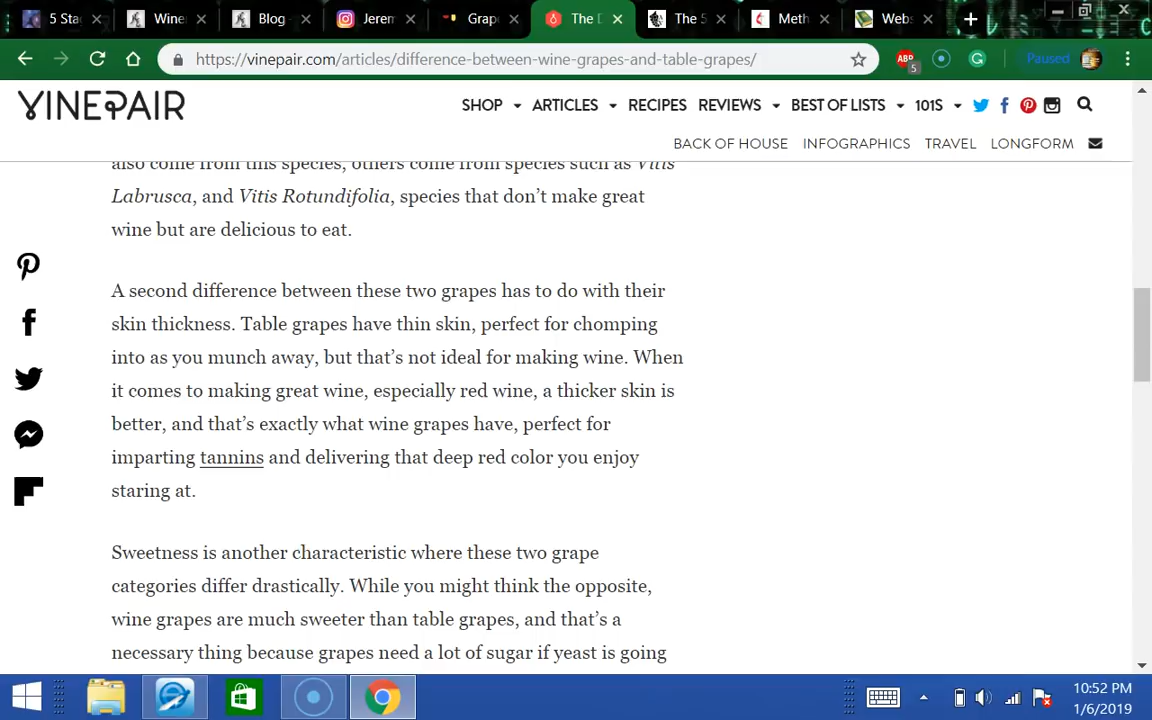 5 Sta
Wine
Blog
Jerem
Grap
The D
The 5
Meth
Webs
https://vinepair.com/articles/difference-between-wine-grapes-and-table-grapes/
ABP
5
Paused
VINEPAIR
SHOP ARTICLES RECIPES REVIEWS BEST OF LISTS 101S
BACK OF HOUSE INFOGRAPHICS TRAVEL LONGFORM
also come from this species, others come from species such as Vitis
Labrusca, and Vitis Rotundifolia, species that don’t make great
wine but are delicious to eat.
A second difference between these two grapes has to do with their
skin thickness. Table grapes have thin skin, perfect for chomping
into as you munch away, but that’s not ideal for making wine. When
it comes to making great wine, especially red wine, a thicker skin is
better, and that’s exactly what wine grapes have, perfect for
imparting tannins and delivering that deep red color you enjoy
staring at.
Sweetness is another characteristic where these two grape
categories differ drastically. While you might think the opposite,
wine grapes are much sweeter than table grapes, and that’s a
necessary thing because grapes need a lot of sugar if yeast is going
10:52 PM
1/6/2019